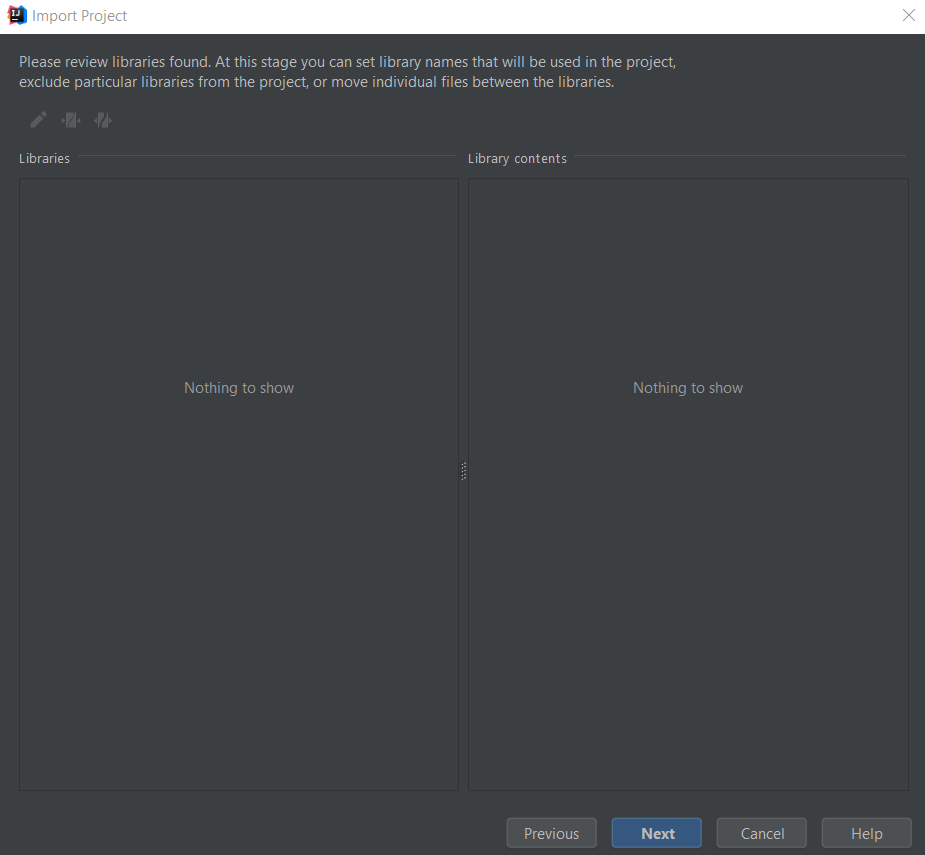 Import Project
Please review libraries found. At this stage you can set library names that will be used in the project,
exclude particular libraries from the project, or move individual files between the libraries.
Libraries
Library contents
Nothing to show
Nothing to show
Previous
Next
Cancel
Help